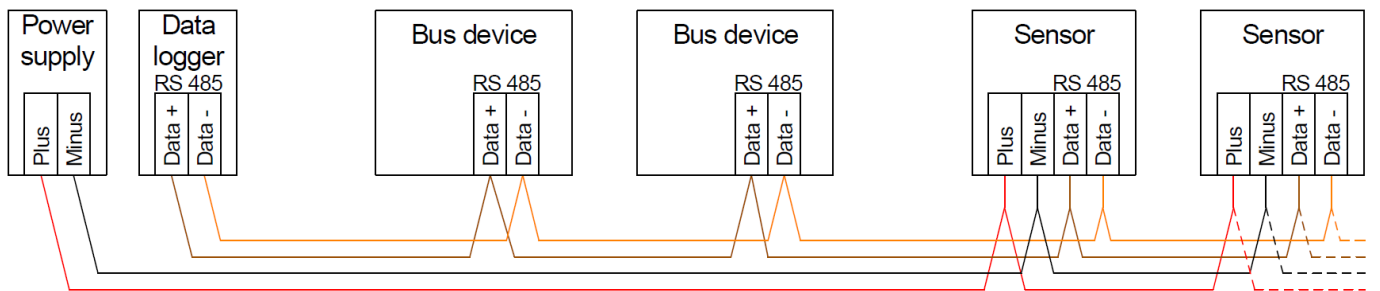 Power
supply
Plus
Minus
Data
logger
RS 485
Data +
Data -
Bus device
RS 485
Data +
Data -
Bus device
RS 485
Data +
Data -
Sensor
RS 485
Plus
Minus
Data +
Data -
Sensor
RS 485
Plus
Minus
Data +
Data -